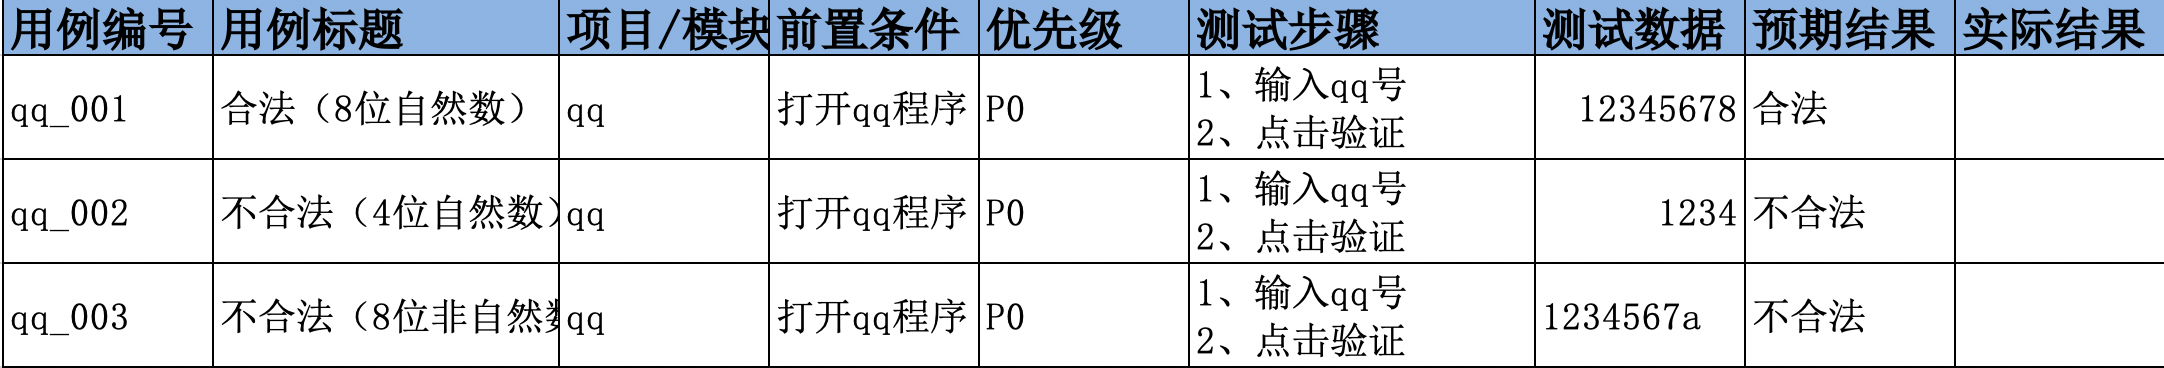 用例编号 用例标题 项目/模块 前置条件 优先级 测试步骤 测试数据 预期结果 实际结果
qq_001 合法（8位自然数） qq 打开qq程序 P0 1、输入qq号 12345678 合法
2、点击验证
qq_002 不合法（4位自然数） qq 打开qq程序 P0 1、输入qq号 1234 不合法
2、点击验证
qq_003 不合法（8位非自然数 qq 打开qq程序 P0 1、输入qq号 1234567a 不合法
2、点击验证